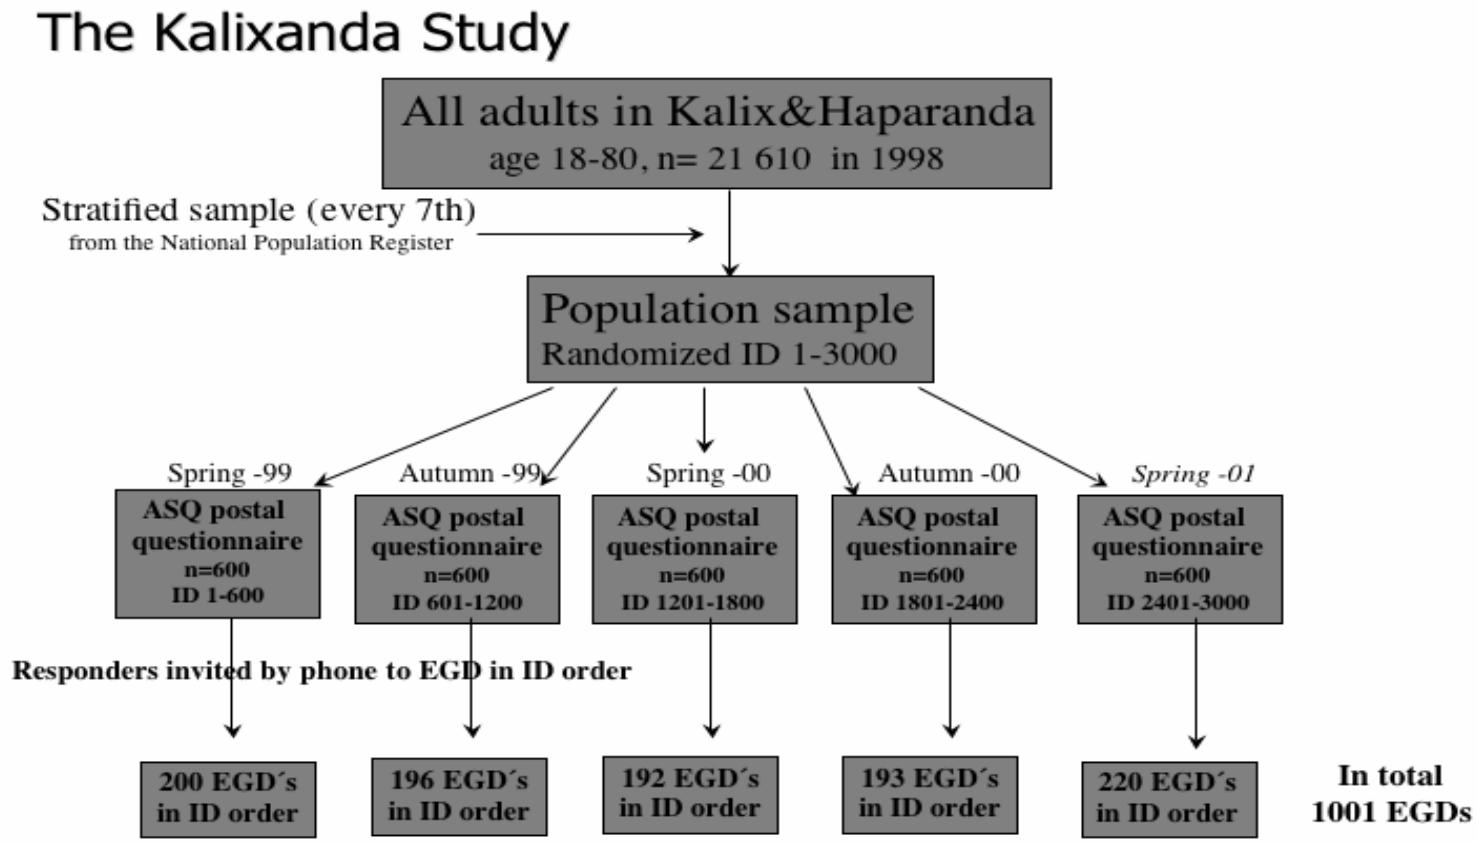 The Kalixanda Study
All adults in Kalix&Haparanda
age 18-80, n= 21 610 in 1998
Stratified sample (every 7th)
from the National Population Register
Population sample
Randomized ID 1-3000
Spring -99
ASQ postal
questionnaire
n=600
ID 1-600
Autumn -99
ASQ postal
questionnaire
n=600
ID 601-1200
Spring -00
ASQ postal
questionnaire
n=600
ID 1201-1800
Autumn -00
ASQ postal
questionnaire
n=600
ID 1801-2400
Spring -01
ASQ postal
questionnaire
n=600
ID 2401-3000
Responders invited by phone to EGD in ID order
200 EGD´s
in ID order
196 EGD´s
in ID order
192 EGD´s
in ID order
193 EGD´s
in ID order
220 EGD´s
in ID order
In total
1001 EGDs